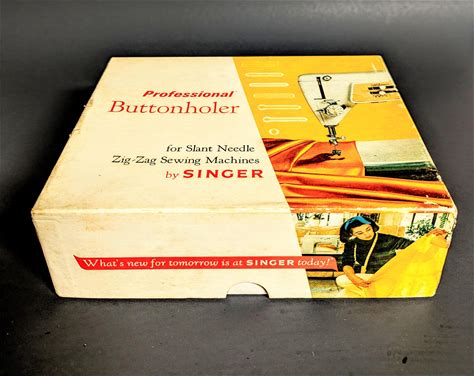 Professional
Buttonholer
for Slant Needle
Zig-Zag Sewing Machines
by SINGER
What's new for tomorrow is at SINGER today!